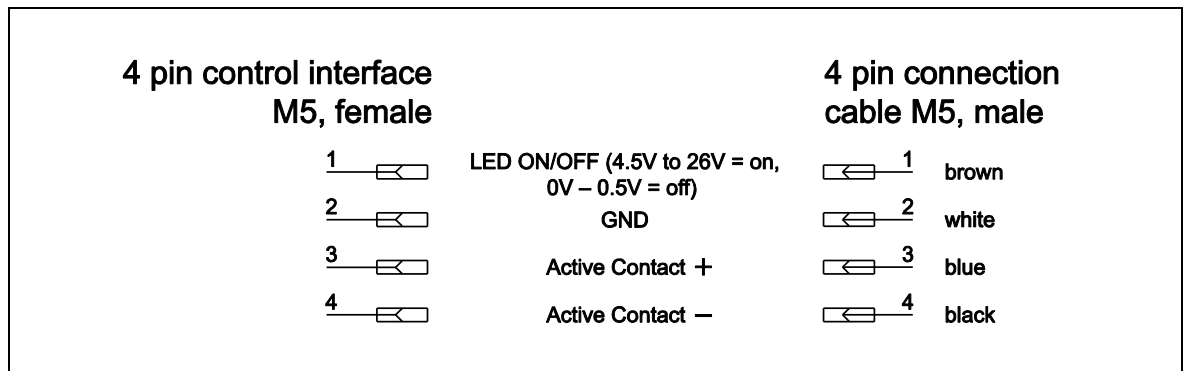 4 pin control interface
M5, female
4 pin connection
cable M5, male
1 LED ON/OFF (4.5V to 26V = on, 1 brown
0V – 0.5V = off)
2 GND 2 white
3 Active Contact + 3 blue
4 Active Contact – 4 black